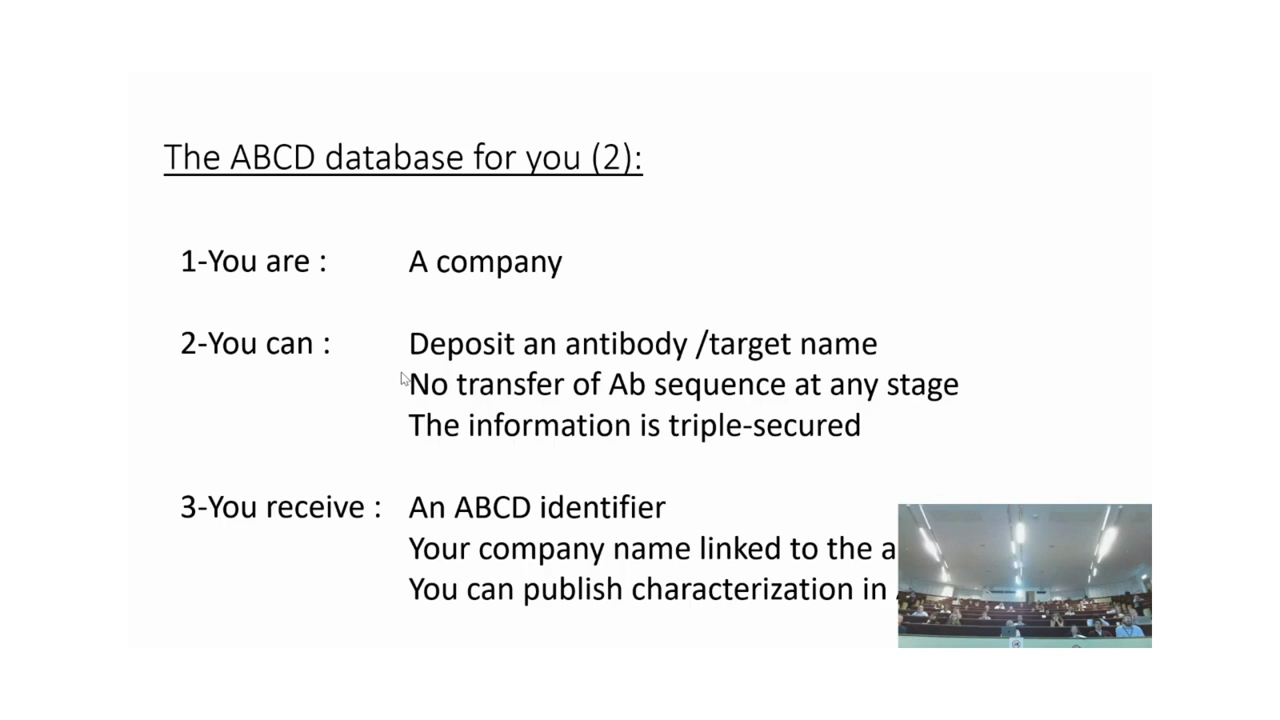 The ABCD database for you (2):
1-You are : A company
2-You can : Deposit an antibody /target name
No transfer of Ab sequence at any stage
The information is triple-secured
3-You receive : An ABCD identifier
Your company name linked to the
You can publish characterization in